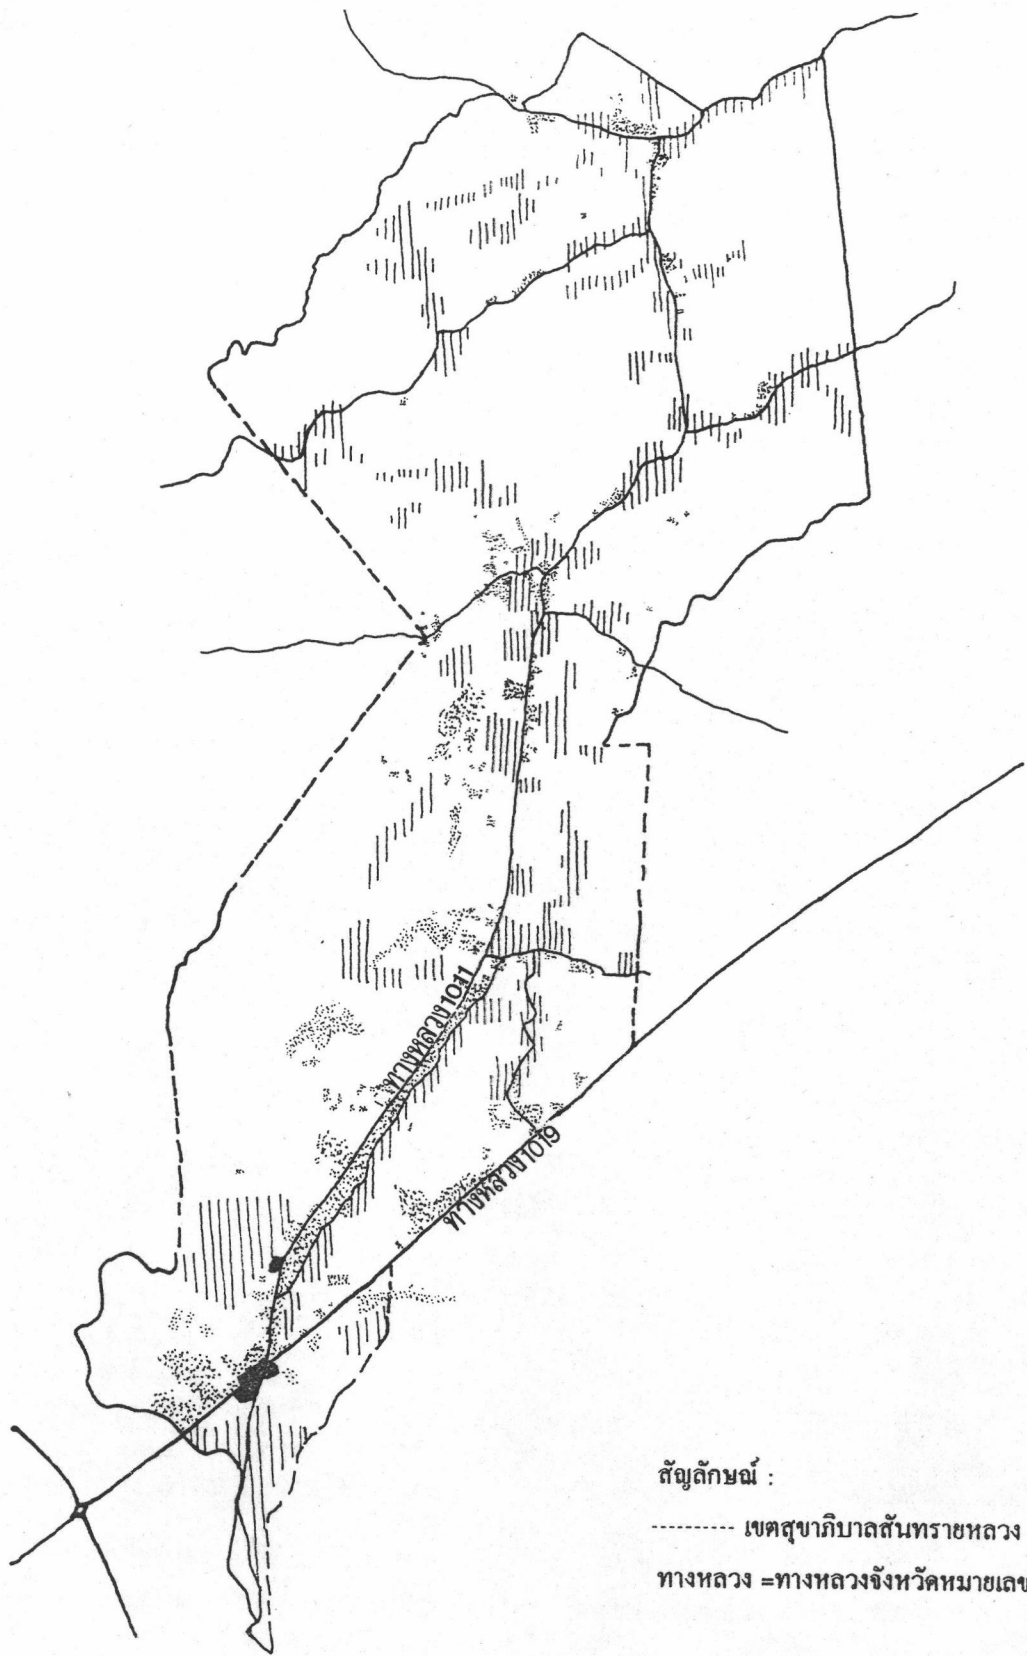 ทางหลวง1011
ทางหลวง1019
สัญลักษณ์ :
---------- เขตสุขาภิบาลสันทรายหลวง
ทางหลวง =ทางหลวงจังหวัดหมายเลข